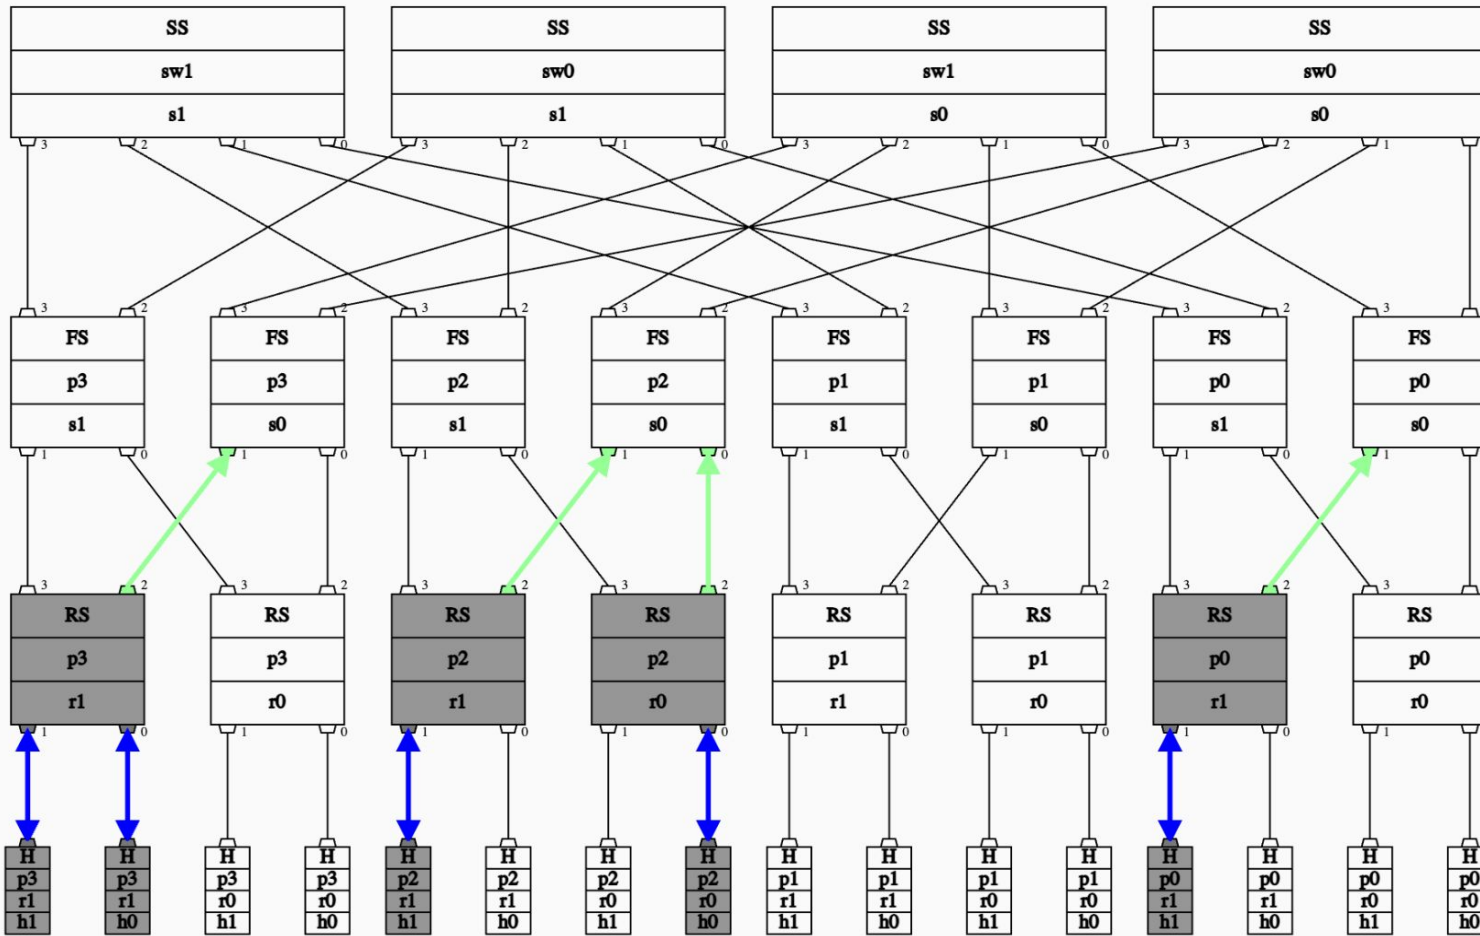 SS SS SS SS
sw1 sw0 sw1 sw0
s1 s1 s0 s0
3 2 1 0 3 2 1 0 3 2 1 0 3 2 1
3 2 3 2 3 2 3 2 3 2 3 2 3 2 3
FS FS FS FS FS FS FS FS
p3 p3 p2 p2 p1 p1 p0 p0
s1 s0 s1 s0 s1 s0 s1 s0
1 0 1 0 1 0 1 0 1 0 1 0 1 0 1
3 2 3 2 3 2 3 2 3 2 3 2 3 2 3
RS RS RS RS RS RS RS RS
p3 p3 p2 p2 p1 p1 p0 p0
r1 r0 r1 r0 r1 r0 r1 r0
1 0 1 0 1 0 1 0 1 0 1 0 1 0 1
H H H H H H H H H H H H H H H H
p3 p3 p3 p3 p2 p2 p2 p2 p1 p1 p1 p1 p0 p0 p0 p0
r1 r1 r0 r0 r1 r1 r0 r0 r1 r1 r0 r0 r1 r1 r0 r0
h1 h0 h1 h0 h1 h0 h1 h0 h1 h0 h1 h0 h1 h0 h1 h0